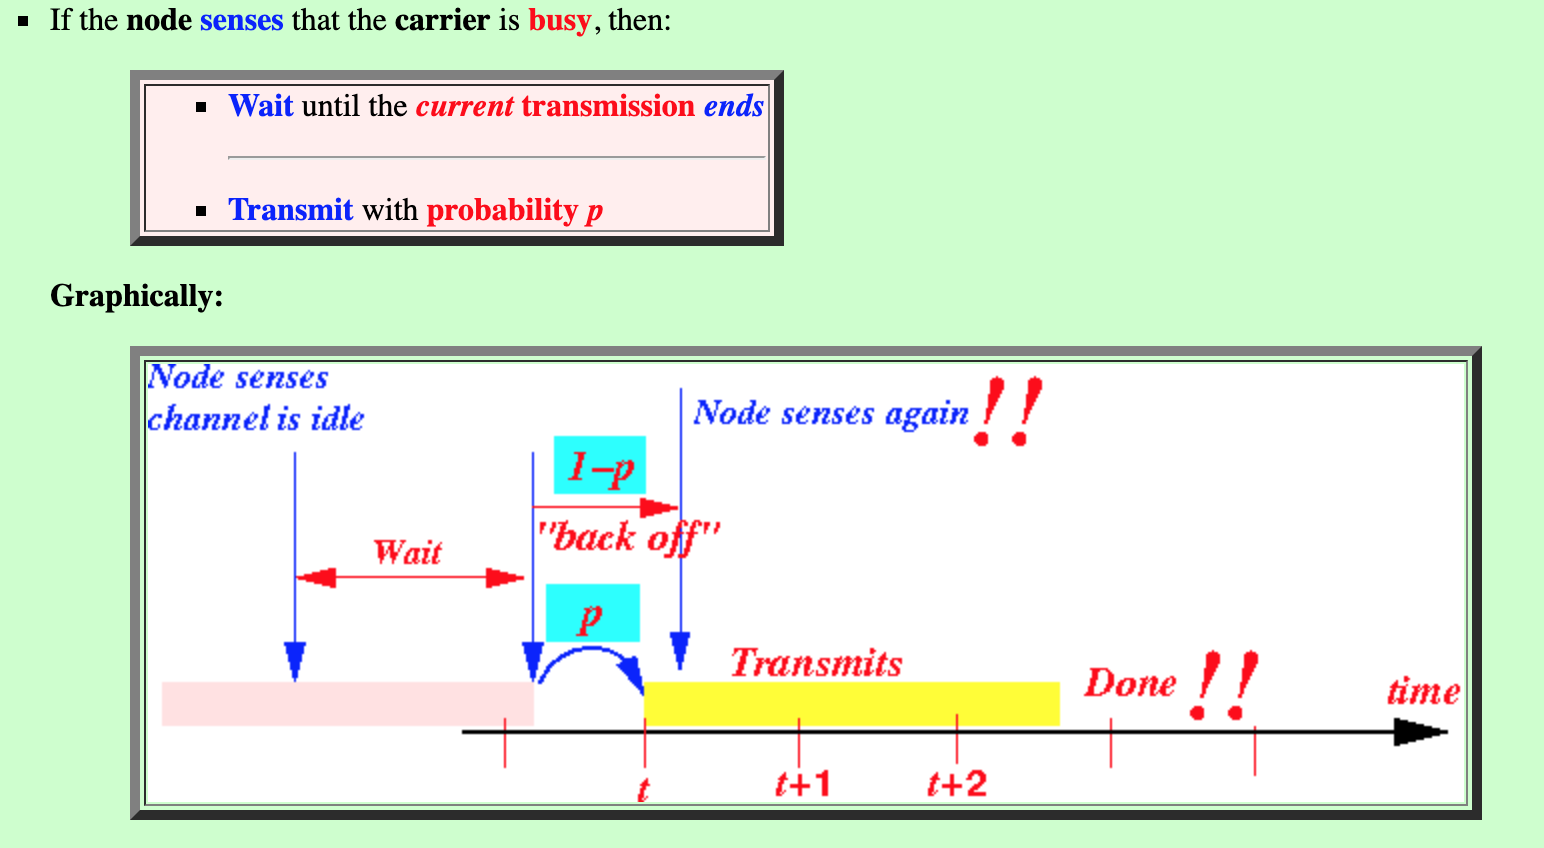 If the node senses that the carrier is busy, then:
Wait until the current transmission ends
Transmit with probability p
Graphically:
Node senses
channel is idle
Node senses again!!
1-p
"back off"
Wait
p
Transmits
Done!!
time
t
t+1
t+2